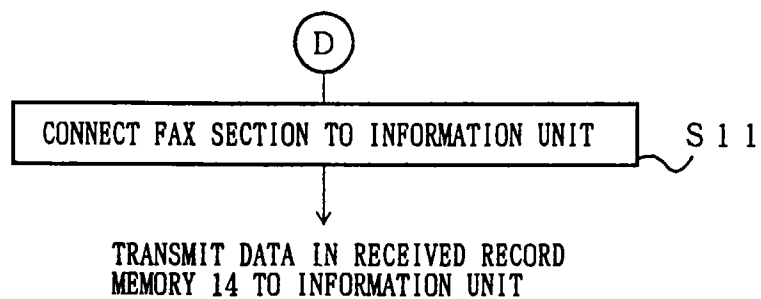 D
CONNECT FAX SECTION TO INFORMATION UNIT
S11
TRANSMIT DATA IN RECEIVED RECORD
MEMORY 14 TO INFORMATION UNIT